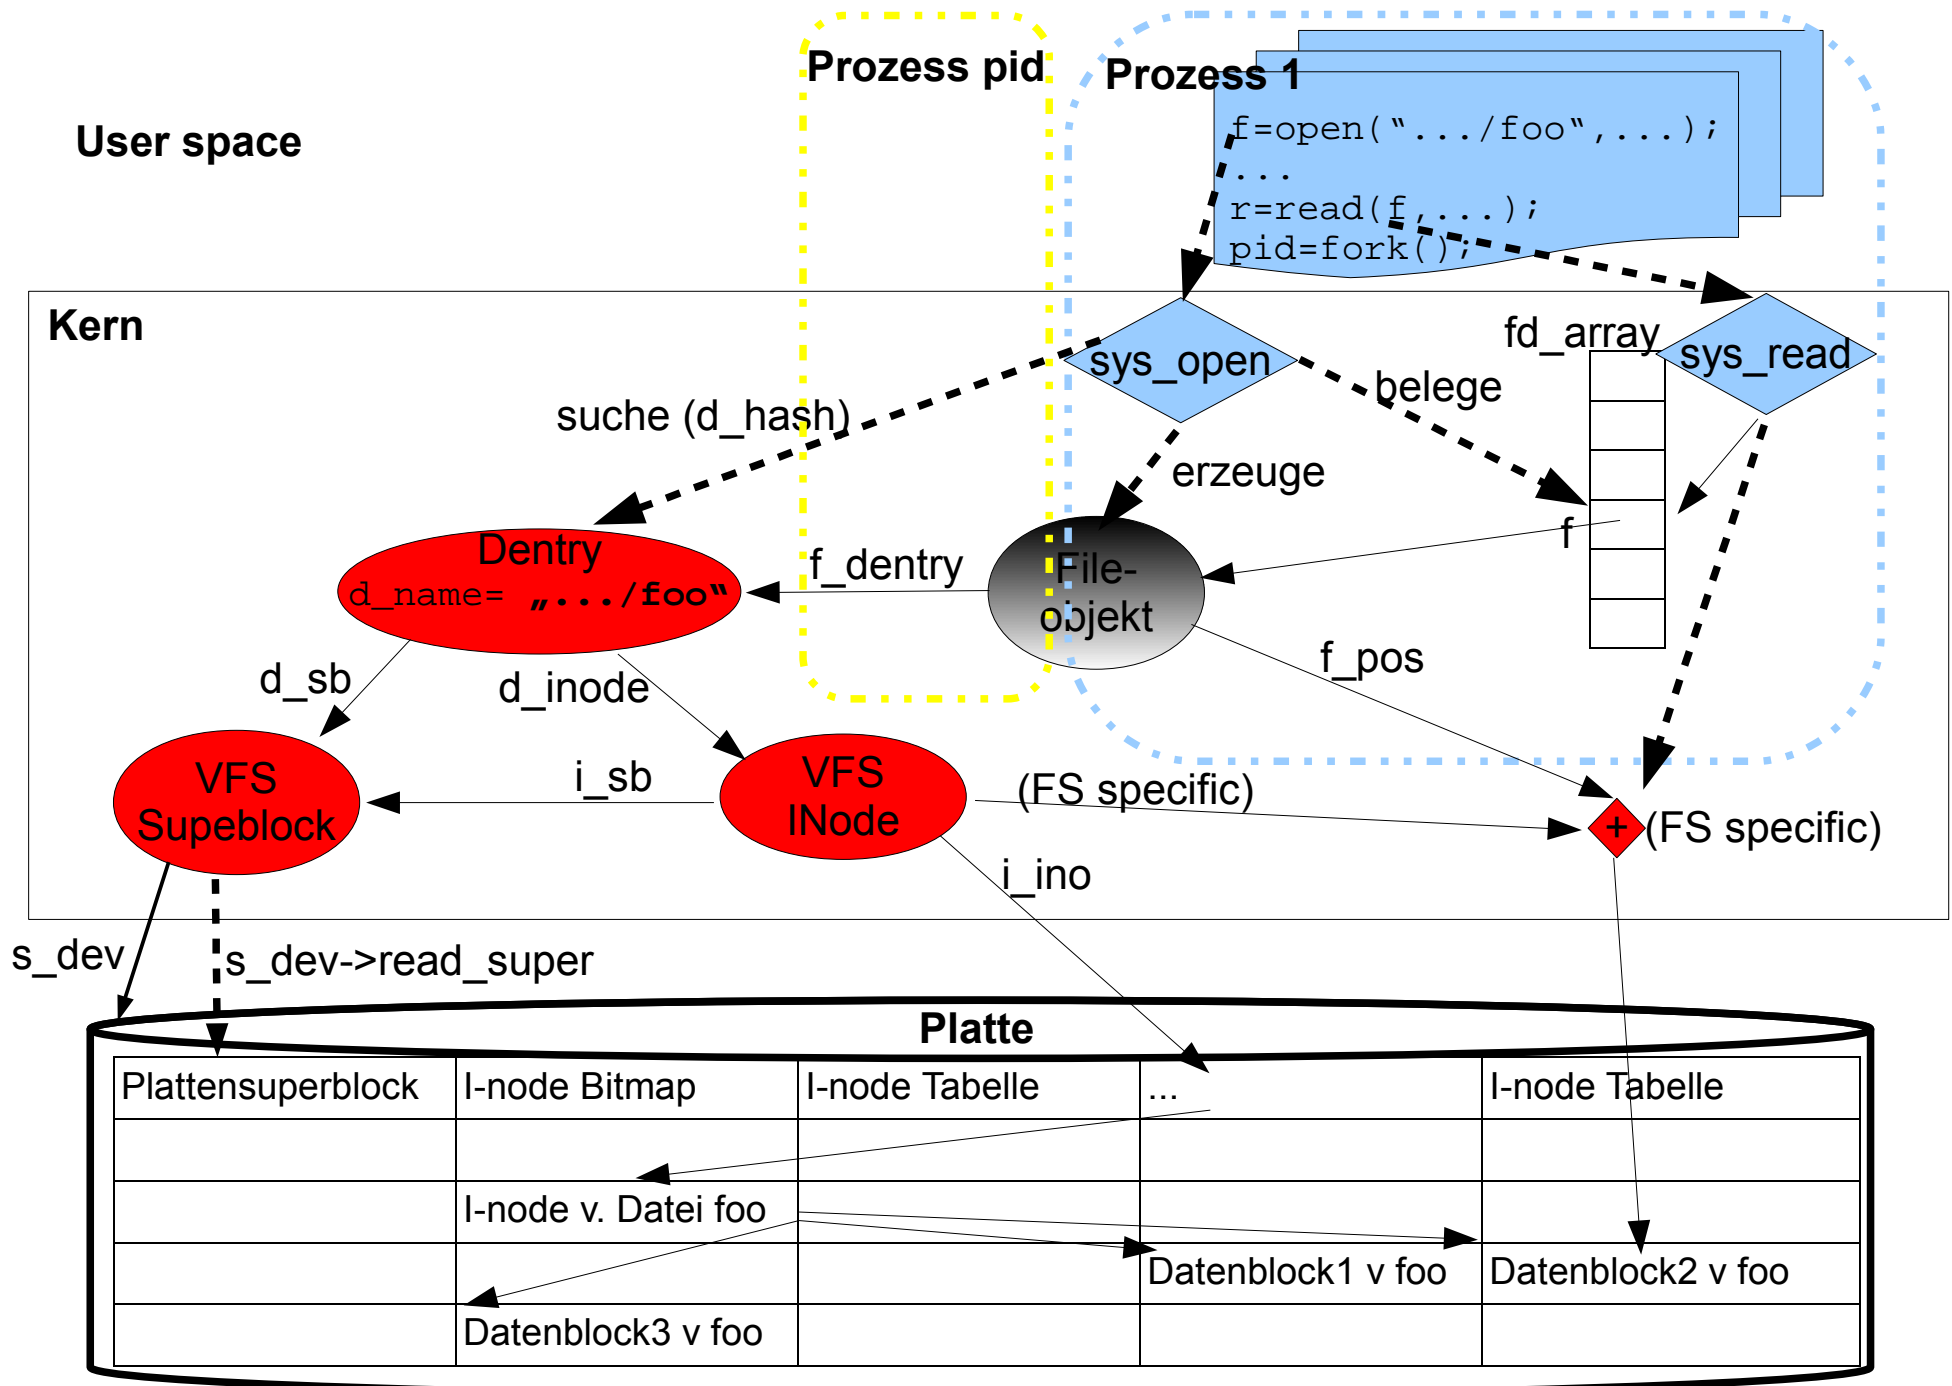 Prozess pid
Prozess 1
User space
f=open(“.../foo“,...);
...
r=read(f,...);
pid=fork();
Kern
fd_array
sys_open
sys_read
belege
suche (d_hash)
erzeuge
f
Dentry
d_name= „.../foo“
f_dentry
File-
objekt
f_pos
d_sb
d_inode
VFS
Supeblock
i_sb
VFS
INode
(FS specific)
+
(FS specific)
i_ino
s_dev
s_dev->read_super
Platte
Plattensuperblock
I-node Bitmap
I-node Tabelle
...
I-node Tabelle
I-node v. Datei foo
Datenblock1 v foo
Datenblock2 v foo
Datenblock3 v foo